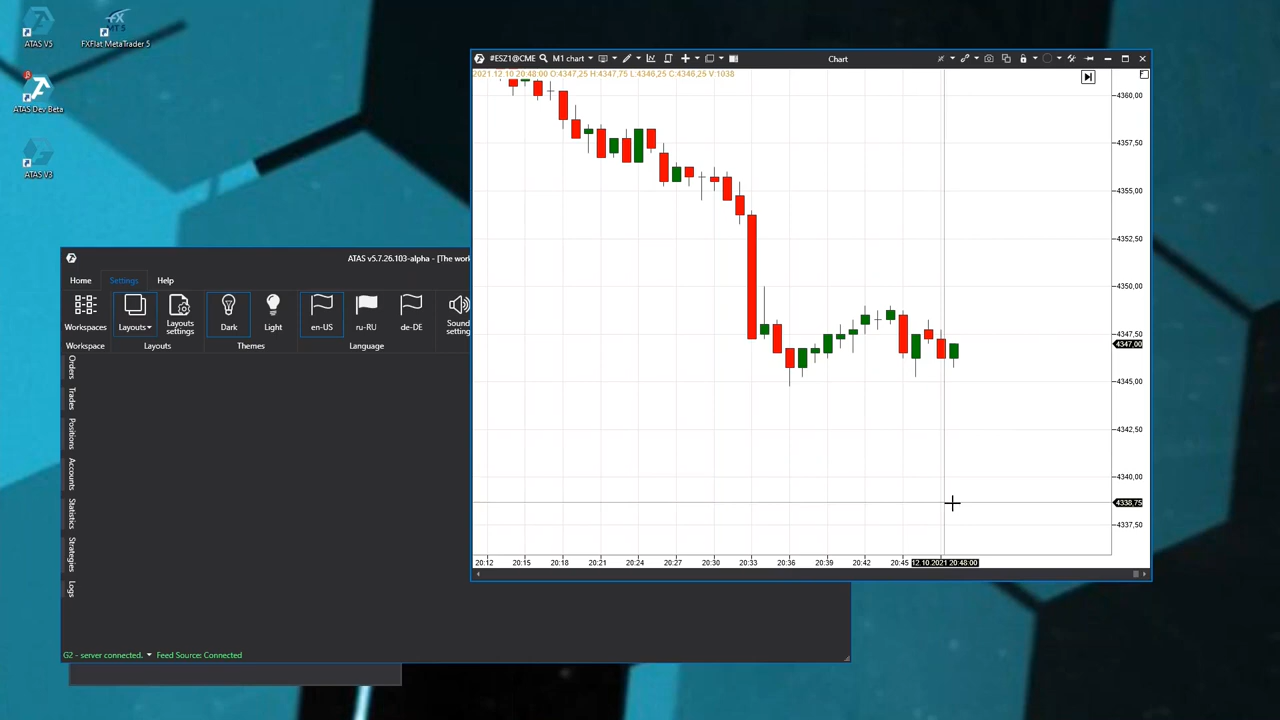 ATAS V5
FXFlat MetaTrader 5
ATAS Dev Beta
ATAS V3
#ESZ1@CME
M1 chart
Chart
2021.12.10 20:48:00 O:4347,25 H:4347,75 L:4346,25 C:4346,25 V:1038
4360,00
4357,50
4355,00
4352,50
4350,00
4347,50
4347,00
4345,00
4342,50
4340,00
4338,75
4337,50
20:12 20:15 20:18 20:21 20:24 20:27 20:30 20:33 20:36 20:39 20:42 20:45 12.10.2021 20:48:00
ATAS v5.7.26.103-alpha - [The work
Home Settings Help
Workspaces
Layouts
Layouts settings
Dark
Light
en-US
ru-RU
de-DE
Sound setting
Workspace
Layouts
Themes
Language
Orders
Trades
Positions
Accounts
Statistics
Strategies
Logs
G2 - server connected.
Feed Source: Connected